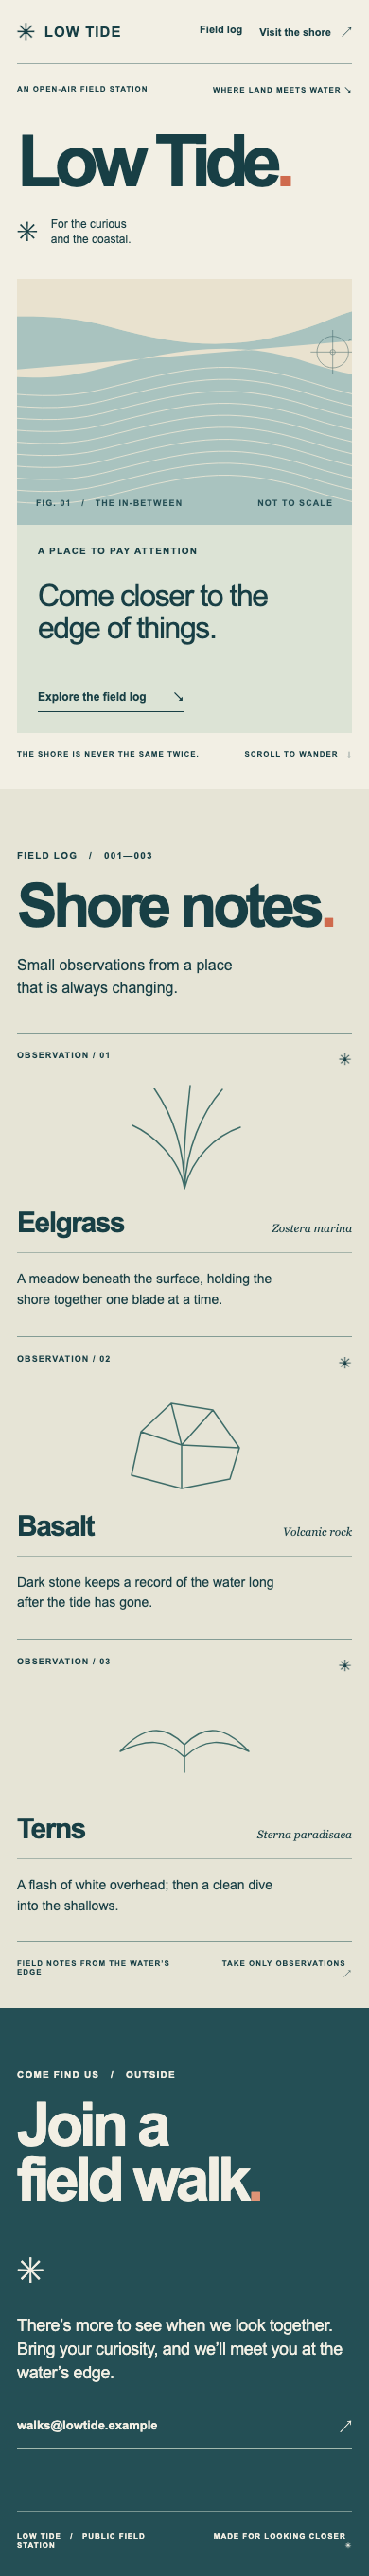 LOW TIDE
Field log Visit the shore ↗
AN OPEN-AIR FIELD STATION
WHERE LAND MEETS WATER ↘
Low Tide.
For the curious
and the coastal.
FIG. 01 / THE IN-BETWEEN
NOT TO SCALE
A PLACE TO PAY ATTENTION
Come closer to the
edge of things.
Explore the field log ↘
THE SHORE IS NEVER THE SAME TWICE.
SCROLL TO WANDER ↓
FIELD LOG / 001—003
Shore notes.
Small observations from a place
that is always changing.
OBSERVATION / 01
Eelgrass
Zostera marina
A meadow beneath the surface, holding the
shore together one blade at a time.
OBSERVATION / 02
Basalt
Volcanic rock
Dark stone keeps a record of the water long
after the tide has gone.
OBSERVATION / 03
Terns
Sterna paradisaea
A flash of white overhead; then a clean dive
into the shallows.
FIELD NOTES FROM THE WATER'S
EDGE
TAKE ONLY OBSERVATIONS
↗
COME FIND US / OUTSIDE
Join a
field walk.
There's more to see when we look together.
Bring your curiosity, and we'll meet you at the
water's edge.
walks@lowtide.example ↗
LOW TIDE / PUBLIC FIELD
STATION
MADE FOR LOOKING CLOSER